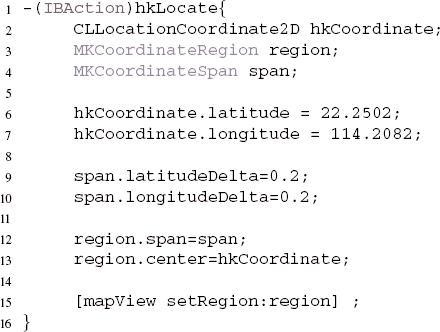 1 -(IBAction)hkLocate{
2 CLLocationCoordinate2D hkCoordinate;
3 MKCoordinateRegion region;
4 MKCoordinateSpan span;
5
6 hkCoordinate.latitude = 22.2502;
7 hkCoordinate.longitude = 114.2082;
8
9 span.latitudeDelta=0.2;
10 span.longitudeDelta=0.2;
11
12 region.span=span;
13 region.center=hkCoordinate;
14
15 [mapView setRegion:region] ;
16 }